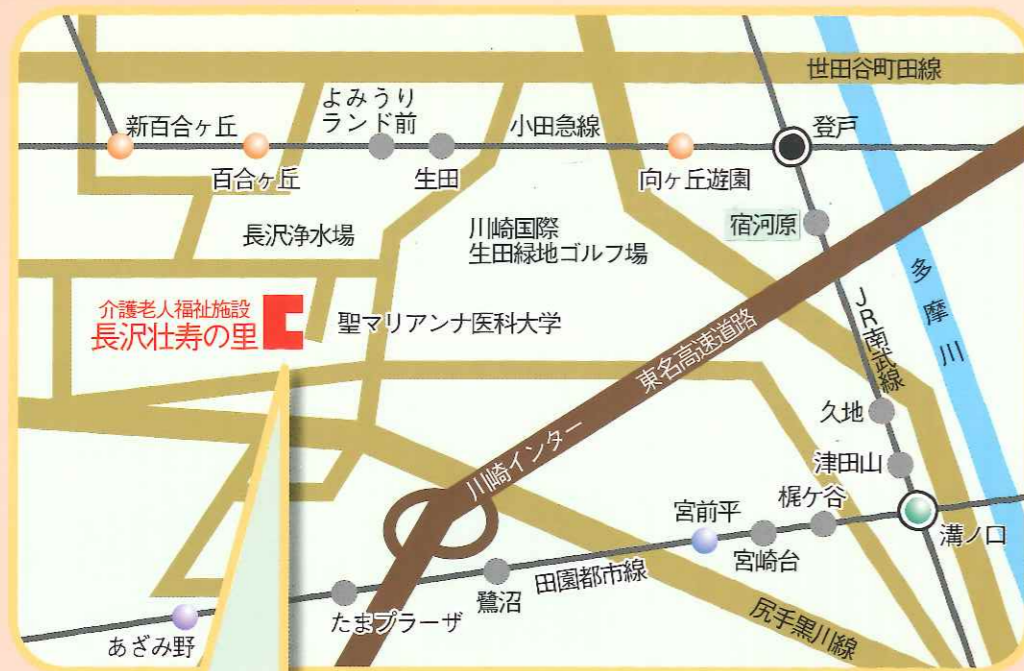 世田谷町田線
新百合ヶ丘
よみうり
ランド前
小田急線
登戸
百合ヶ丘
生田
向ヶ丘遊園
宿河原
長沢浄水場
川崎国際
生田緑地ゴルフ場
多摩川
介護老人福祉施設
長沢壮寿の里
聖マリアンナ医科大学
JR南武線
東名高速道路
久地
川崎インター
津田山
梶ケ谷
宮前平
溝ノ口
宮崎台
田園都市線
鷺沼
たまプラーザ
尻手黒川線
あざみ野